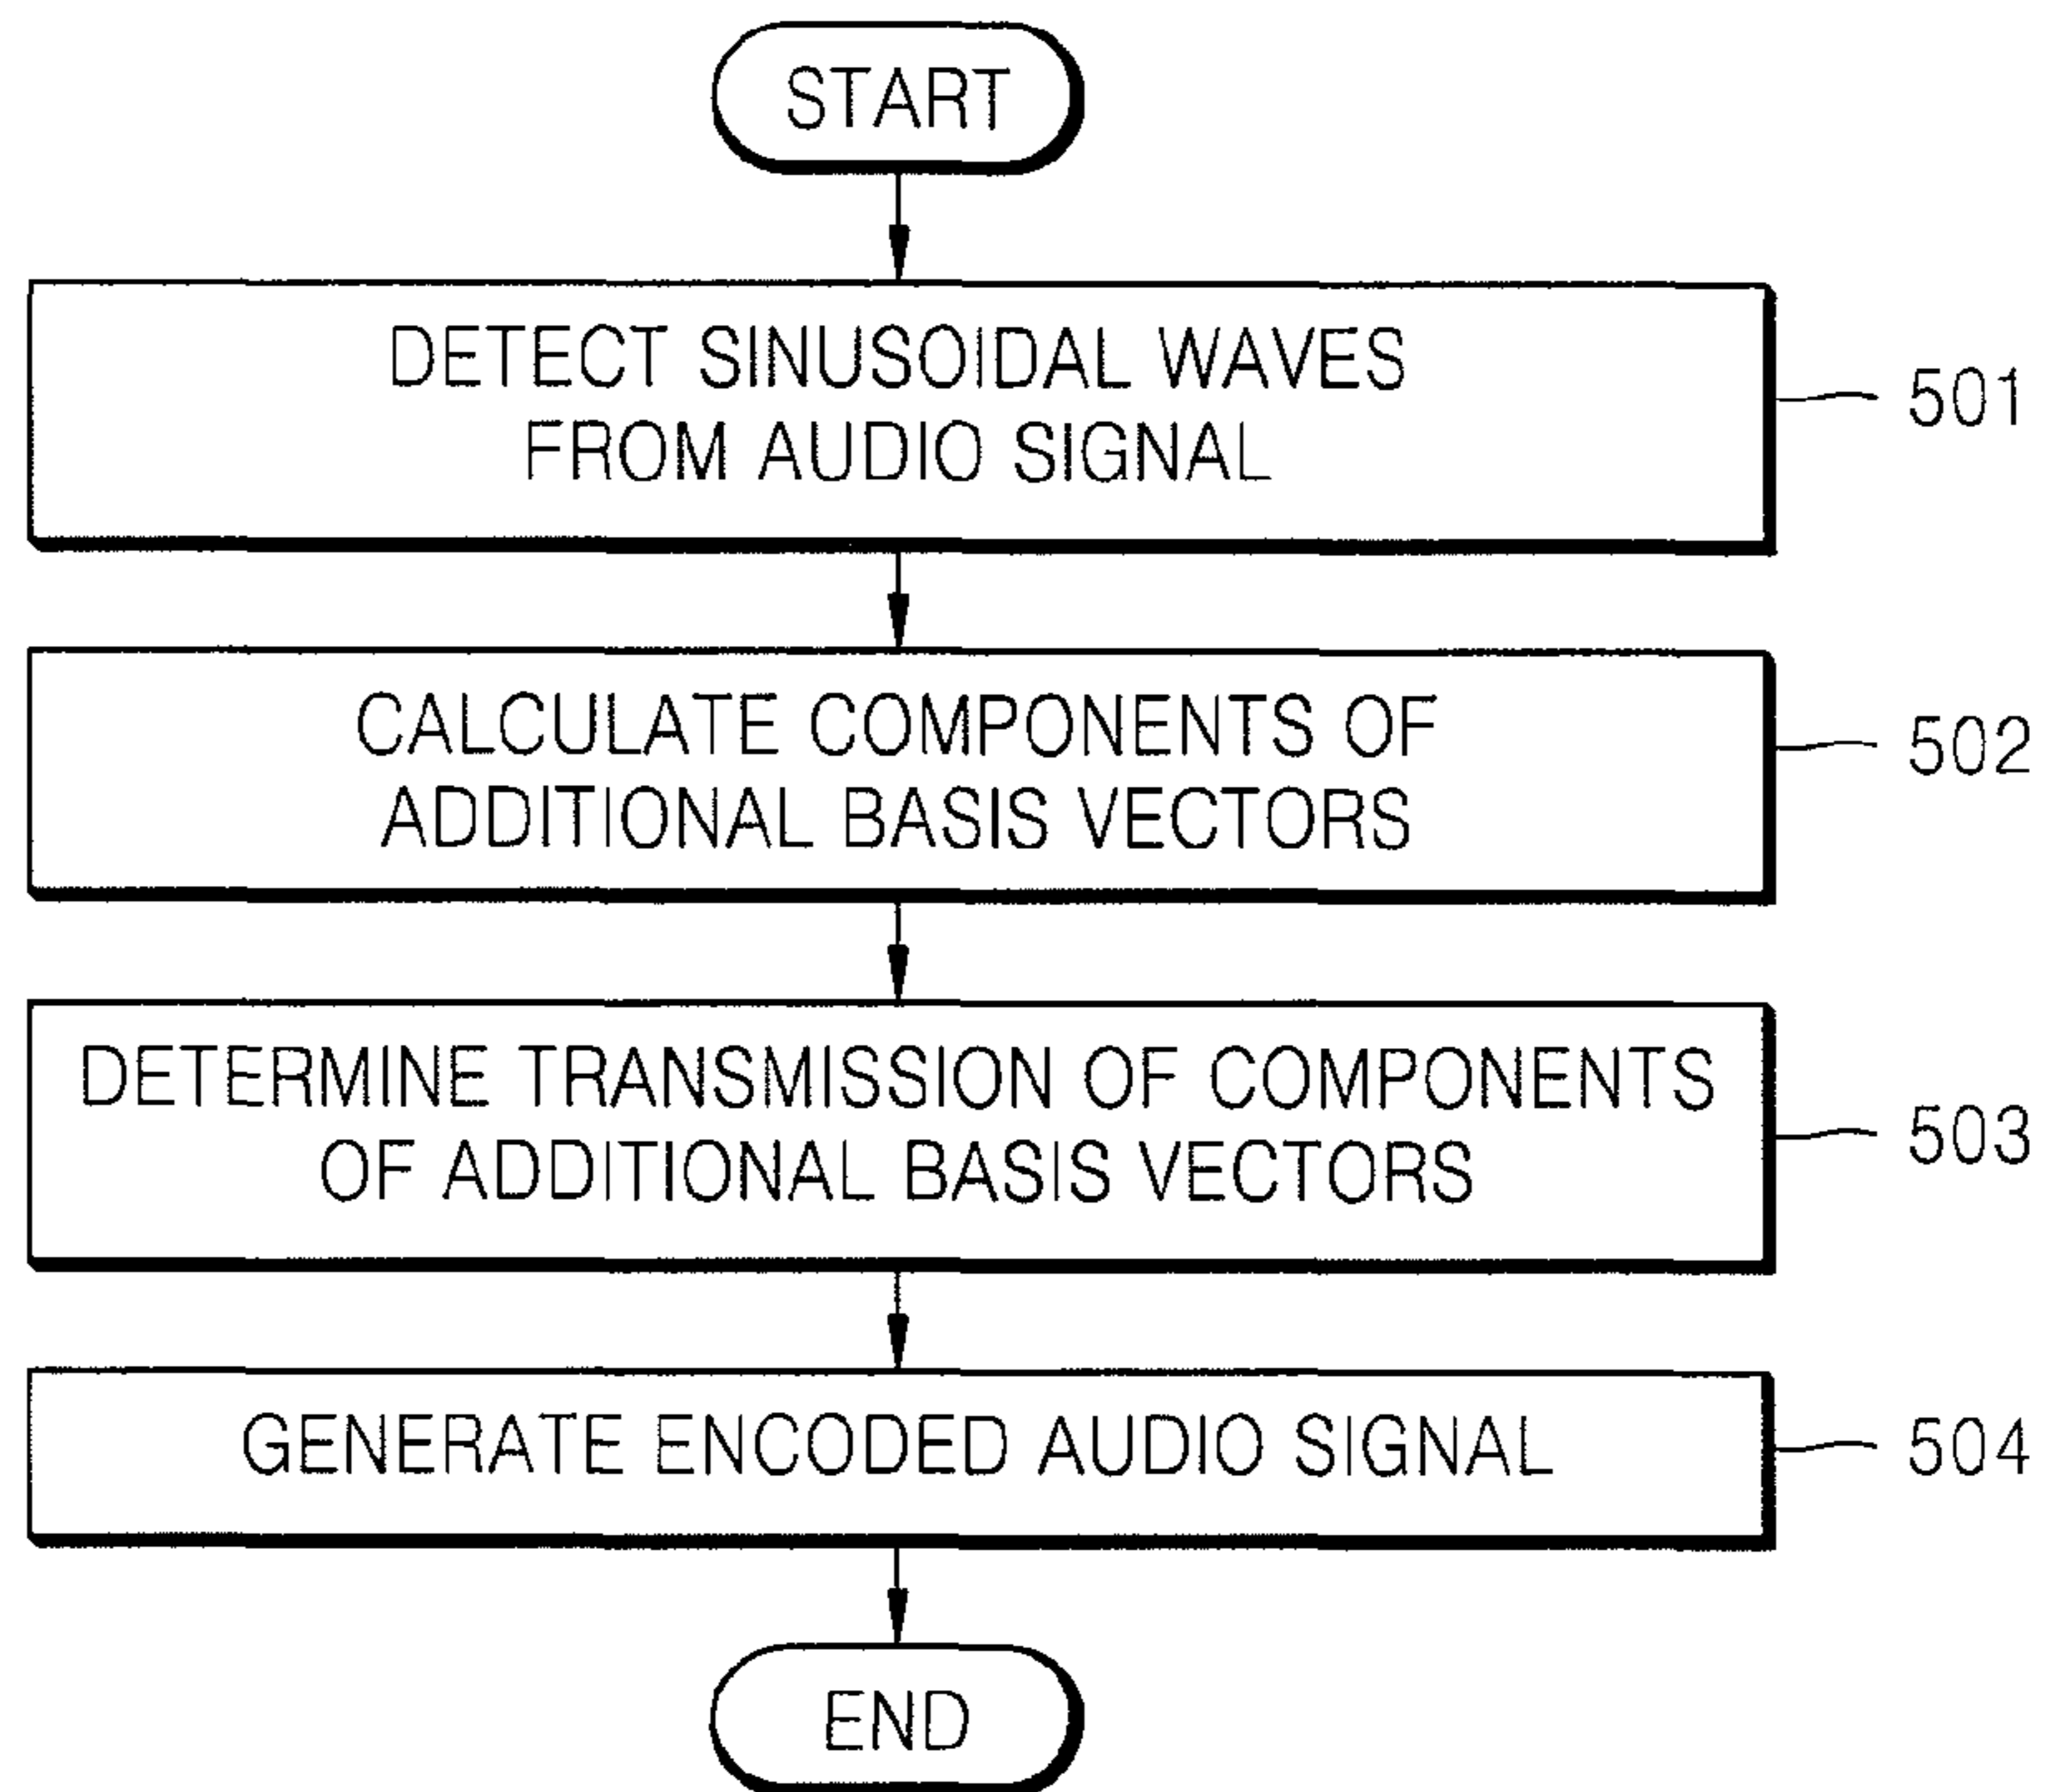 START
DETECT SINUSOIDAL WAVES
FROM AUDIO SIGNAL
501
CALCULATE COMPONENTS OF
ADDITIONAL BASIS VECTORS
502
DETERMINE TRANSMISSION OF COMPONENTS
OF ADDITIONAL BASIS VECTORS
503
GENERATE ENCODED AUDIO SIGNAL
504
END